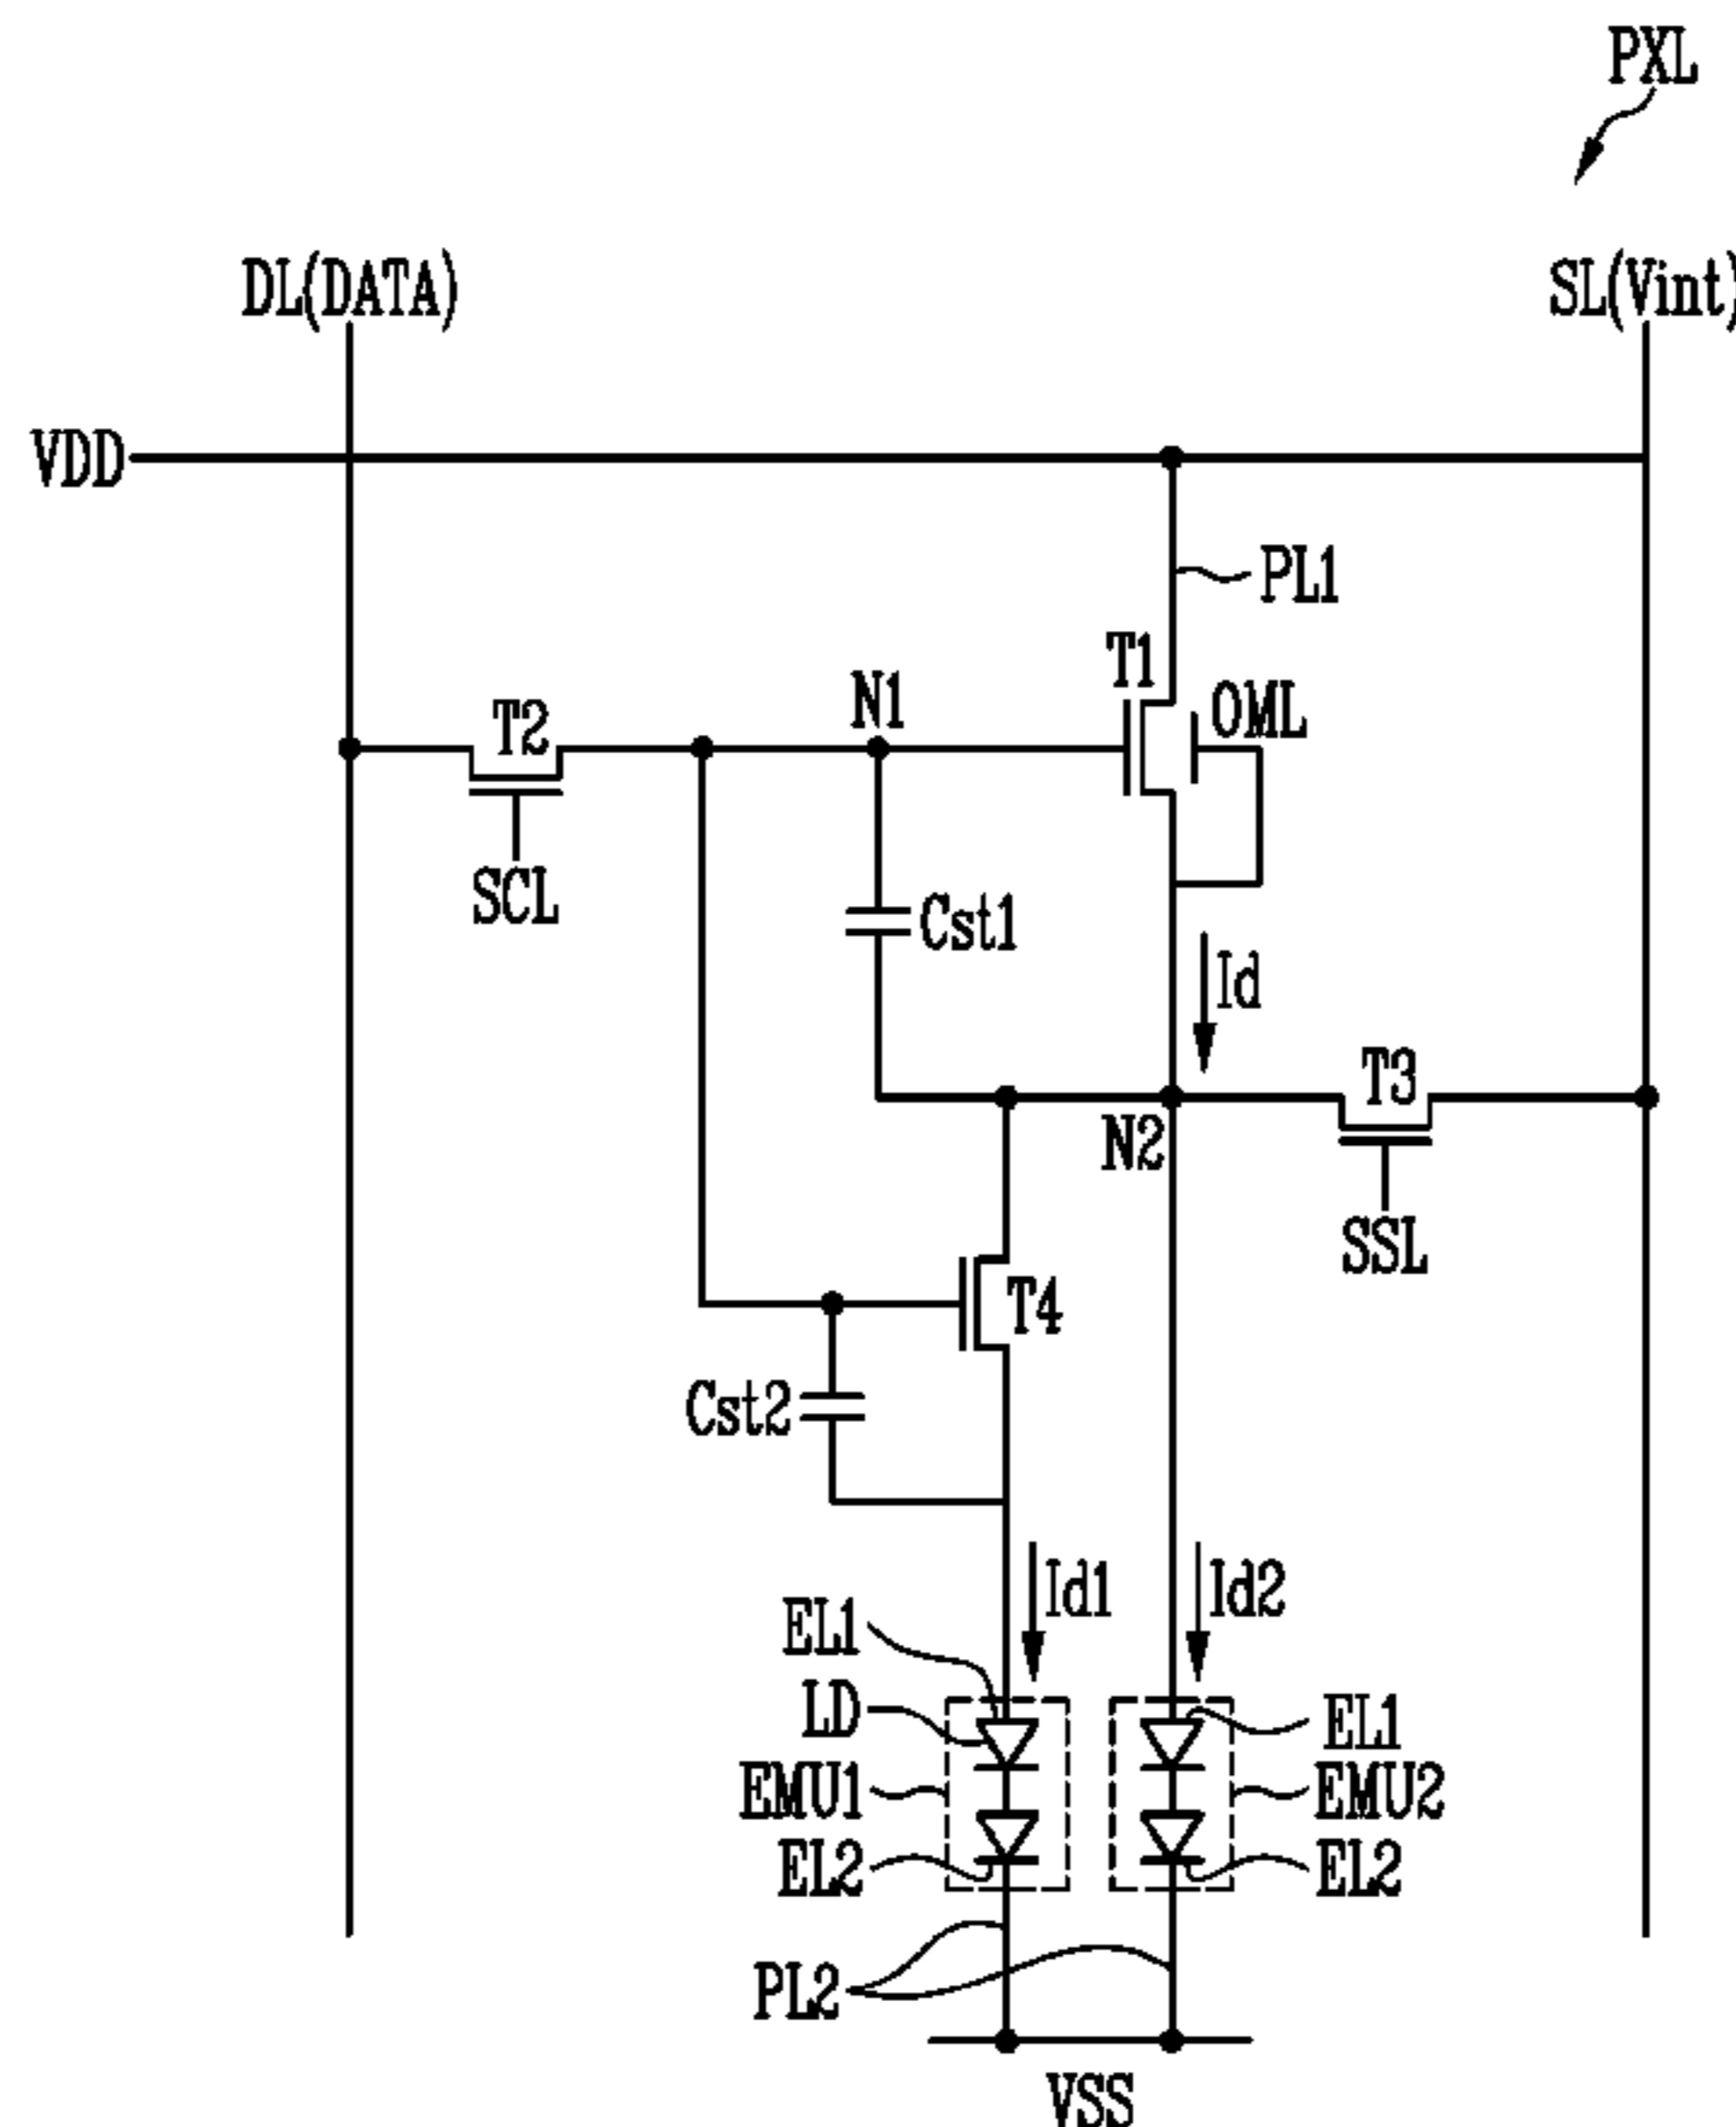 PXL
DL(DATA)
SL(Vint)
VDD
PL1
T1
OML
N1
T2
SCL
Cst1
Id
T3
N2
SSL
T4
Cst2
Id1
Id2
EL1
LD
EL1
EMU1
EMU2
EL2
EL2
PL2
VSS